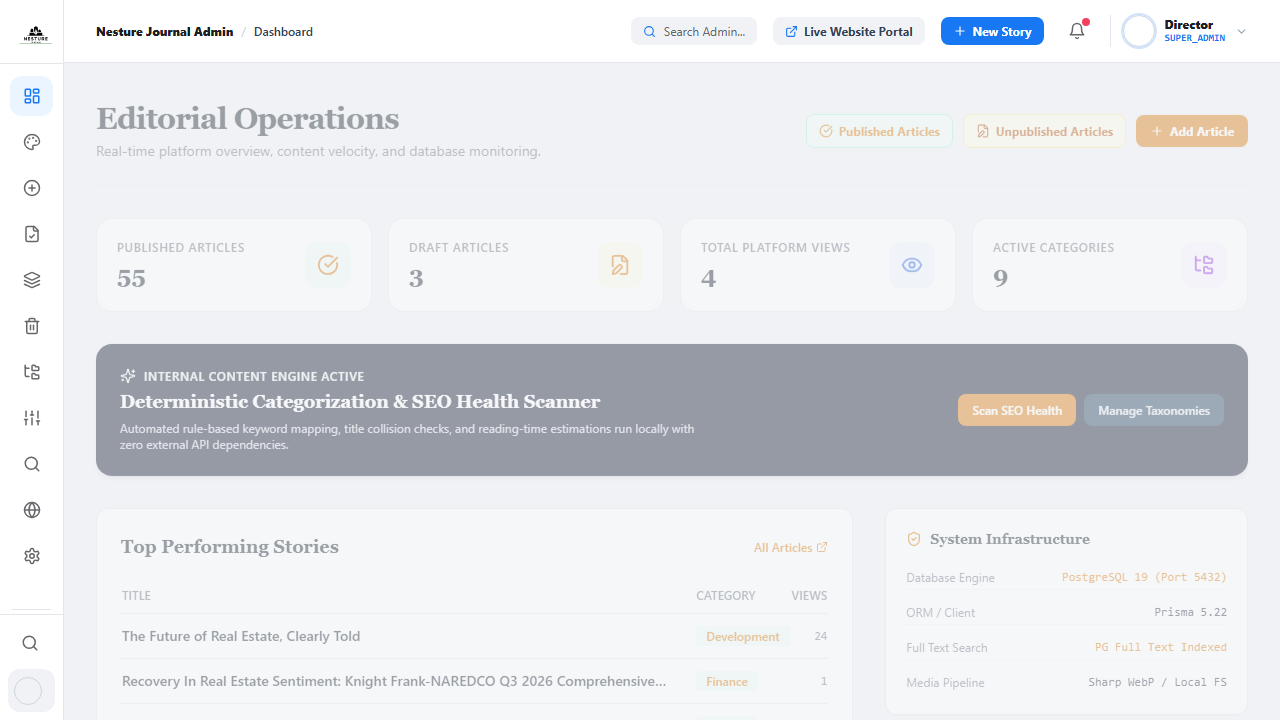 NESTURE
Nesture Journal Admin / Dashboard
Search Admin...
Live Website Portal
+ New Story
Director
SUPER_ADMIN
Editorial Operations
Real-time platform overview, content velocity, and database monitoring.
Published Articles
Unpublished Articles
+ Add Article
PUBLISHED ARTICLES
55
DRAFT ARTICLES
3
TOTAL PLATFORM VIEWS
4
ACTIVE CATEGORIES
9
INTERNAL CONTENT ENGINE ACTIVE
Deterministic Categorization & SEO Health Scanner
Automated rule-based keyword mapping, title collision checks, and reading-time estimations run locally with
zero external API dependencies.
Scan SEO Health
Manage Taxonomies
Top Performing Stories
All Articles
TITLE CATEGORY VIEWS
The Future of Real Estate, Clearly Told Development 24
Recovery In Real Estate Sentiment: Knight Frank-NAREDCO Q3 2026 Comprehensive... Finance 1
System Infrastructure
Database Engine PostgreSQL 19 (Port 5432)
ORM / Client Prisma 5.22
Full Text Search PG Full Text Indexed
Media Pipeline Sharp WebP / Local FS